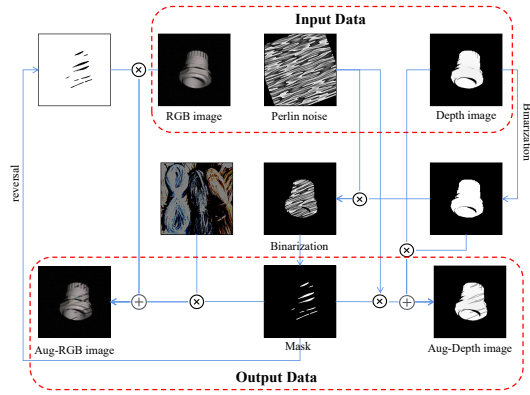 Input Data
RGB image
Perlin noise
Depth image
Binarization
reversal
Binarization
Aug-RGB image
Mask
Aug-Depth image
Output Data